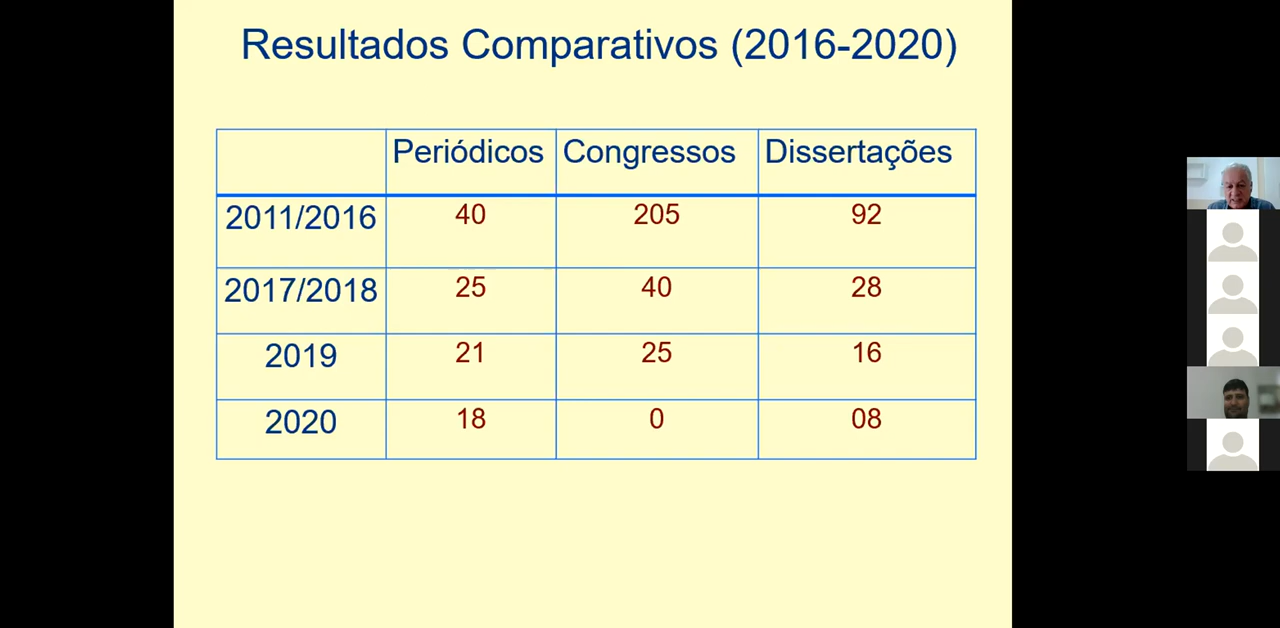 Resultados Comparativos (2016-2020)
Periódicos Congressos Dissertações
2011/2016 40 205 92
2017/2018 25 40 28
2019 21 25 16
2020 18 0 08